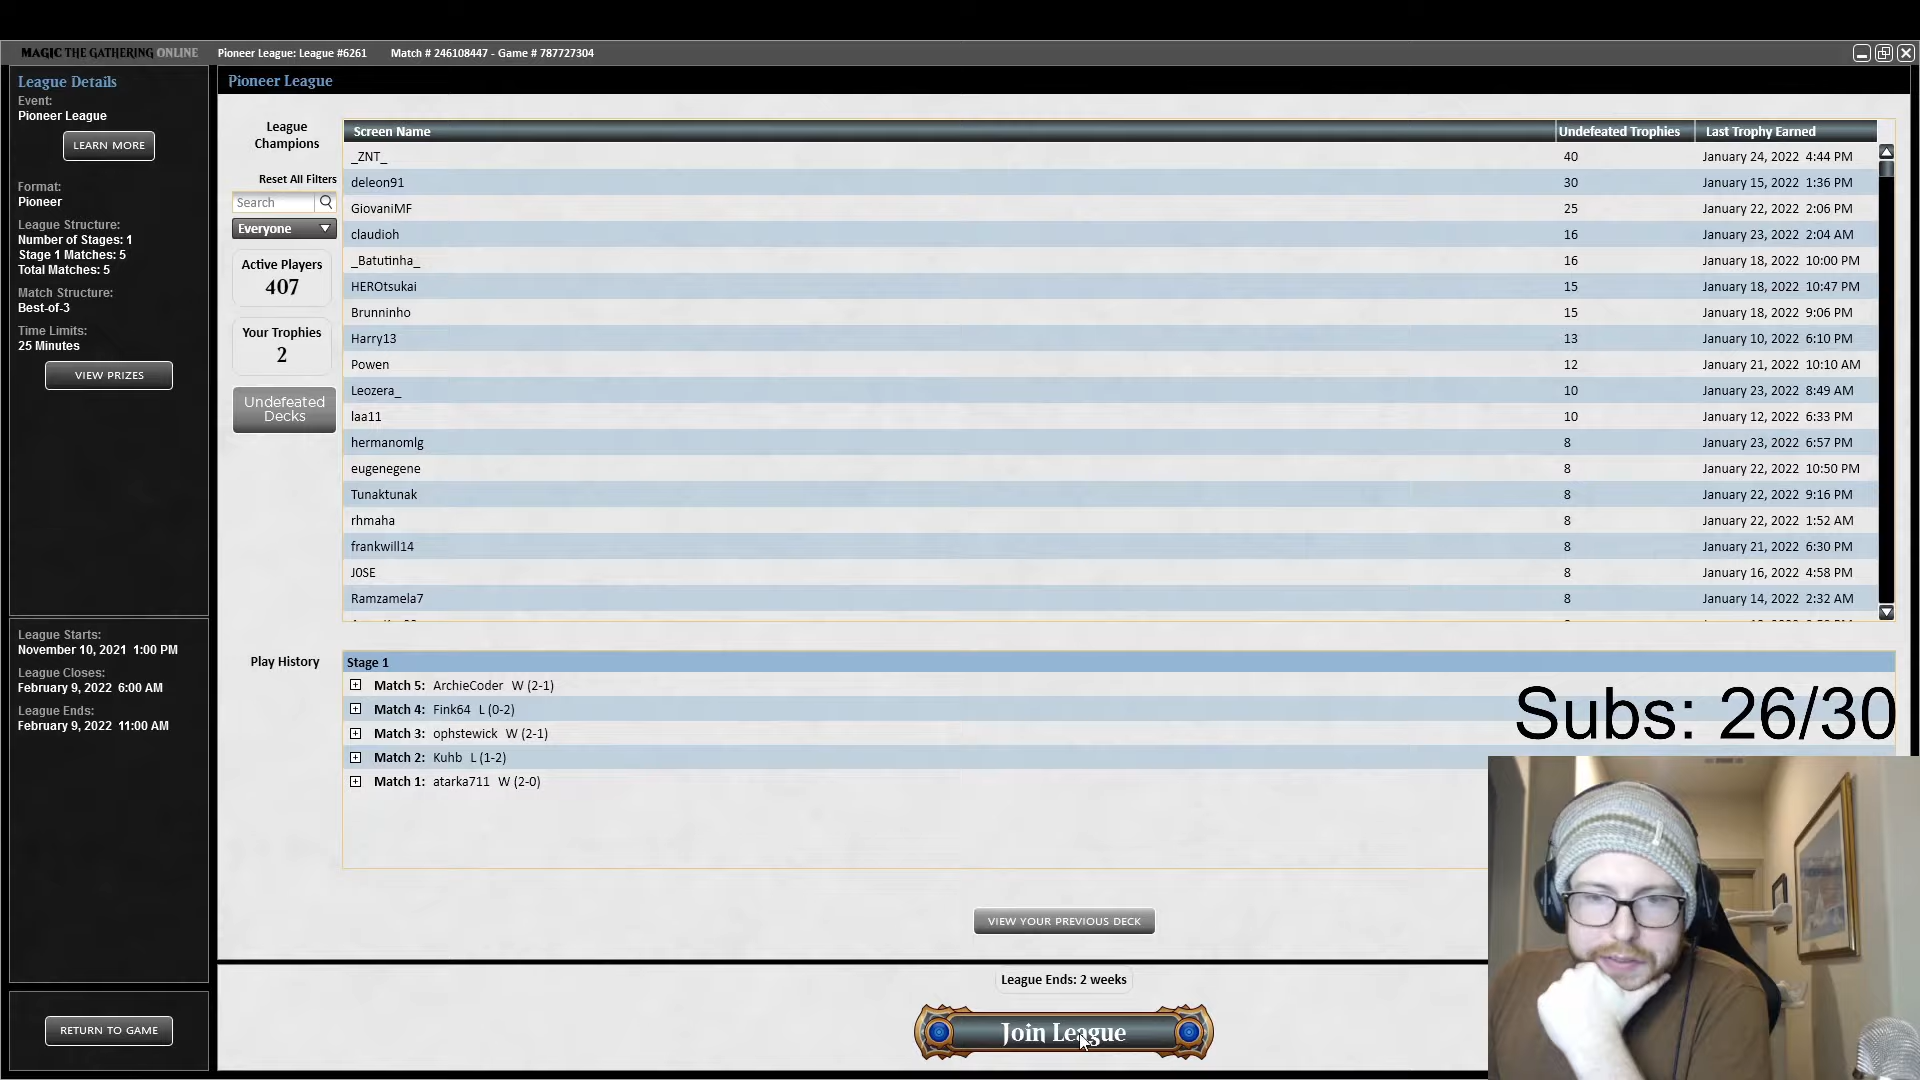 MAGIC THE GATHERING ONLINE
Pioneer League: League #6261 Match # 246108447 - Game # 787727304
League Details
Event:
Pioneer League
LEARN MORE
Format:
Pioneer
League Structure:
Number of Stages: 1
Stage 1 Matches: 5
Total Matches: 5
Match Structure:
Best-of-3
Time Limits:
25 Minutes
VIEW PRIZES
League Starts:
November 10, 2021 1:00 PM
League Closes:
February 9, 2022 6:00 AM
League Ends:
February 9, 2022 11:00 AM
RETURN TO GAME
Pioneer League
League
Champions
Reset All Filters
Search
Everyone
Active Players
407
Your Trophies
2
Undefeated
Decks
Screen Name Undefeated Trophies Last Trophy Earned
_ZNT_ 40 January 24, 2022 4:44 PM
deleon91 30 January 15, 2022 1:36 PM
GiovaniMF 25 January 22, 2022 2:06 PM
claudioh 16 January 23, 2022 2:04 AM
_Batutinha_ 16 January 18, 2022 10:00 PM
HEROtsukai 15 January 18, 2022 10:47 PM
Brunninho 15 January 18, 2022 9:06 PM
Harry13 13 January 10, 2022 6:10 PM
Powen 12 January 21, 2022 10:10 AM
Leozera_ 10 January 23, 2022 8:49 AM
laa11 10 January 12, 2022 6:33 PM
hermanomlg 8 January 23, 2022 6:57 PM
eugenegene 8 January 22, 2022 10:50 PM
Tunaktunak 8 January 22, 2022 9:16 PM
rhmaha 8 January 22, 2022 1:52 AM
frankwill14 8 January 21, 2022 6:30 PM
J0SE 8 January 16, 2022 4:58 PM
Ramzamela7 8 January 14, 2022 2:32 AM
Play History
Stage 1
Match 5: ArchieCoder W (2-1)
Match 4: Fink64 L (0-2)
Match 3: ophstewick W (2-1)
Match 2: Kuhb L (1-2)
Match 1: atarka711 W (2-0)
Subs: 26/30
VIEW YOUR PREVIOUS DECK
League Ends: 2 weeks
Join League